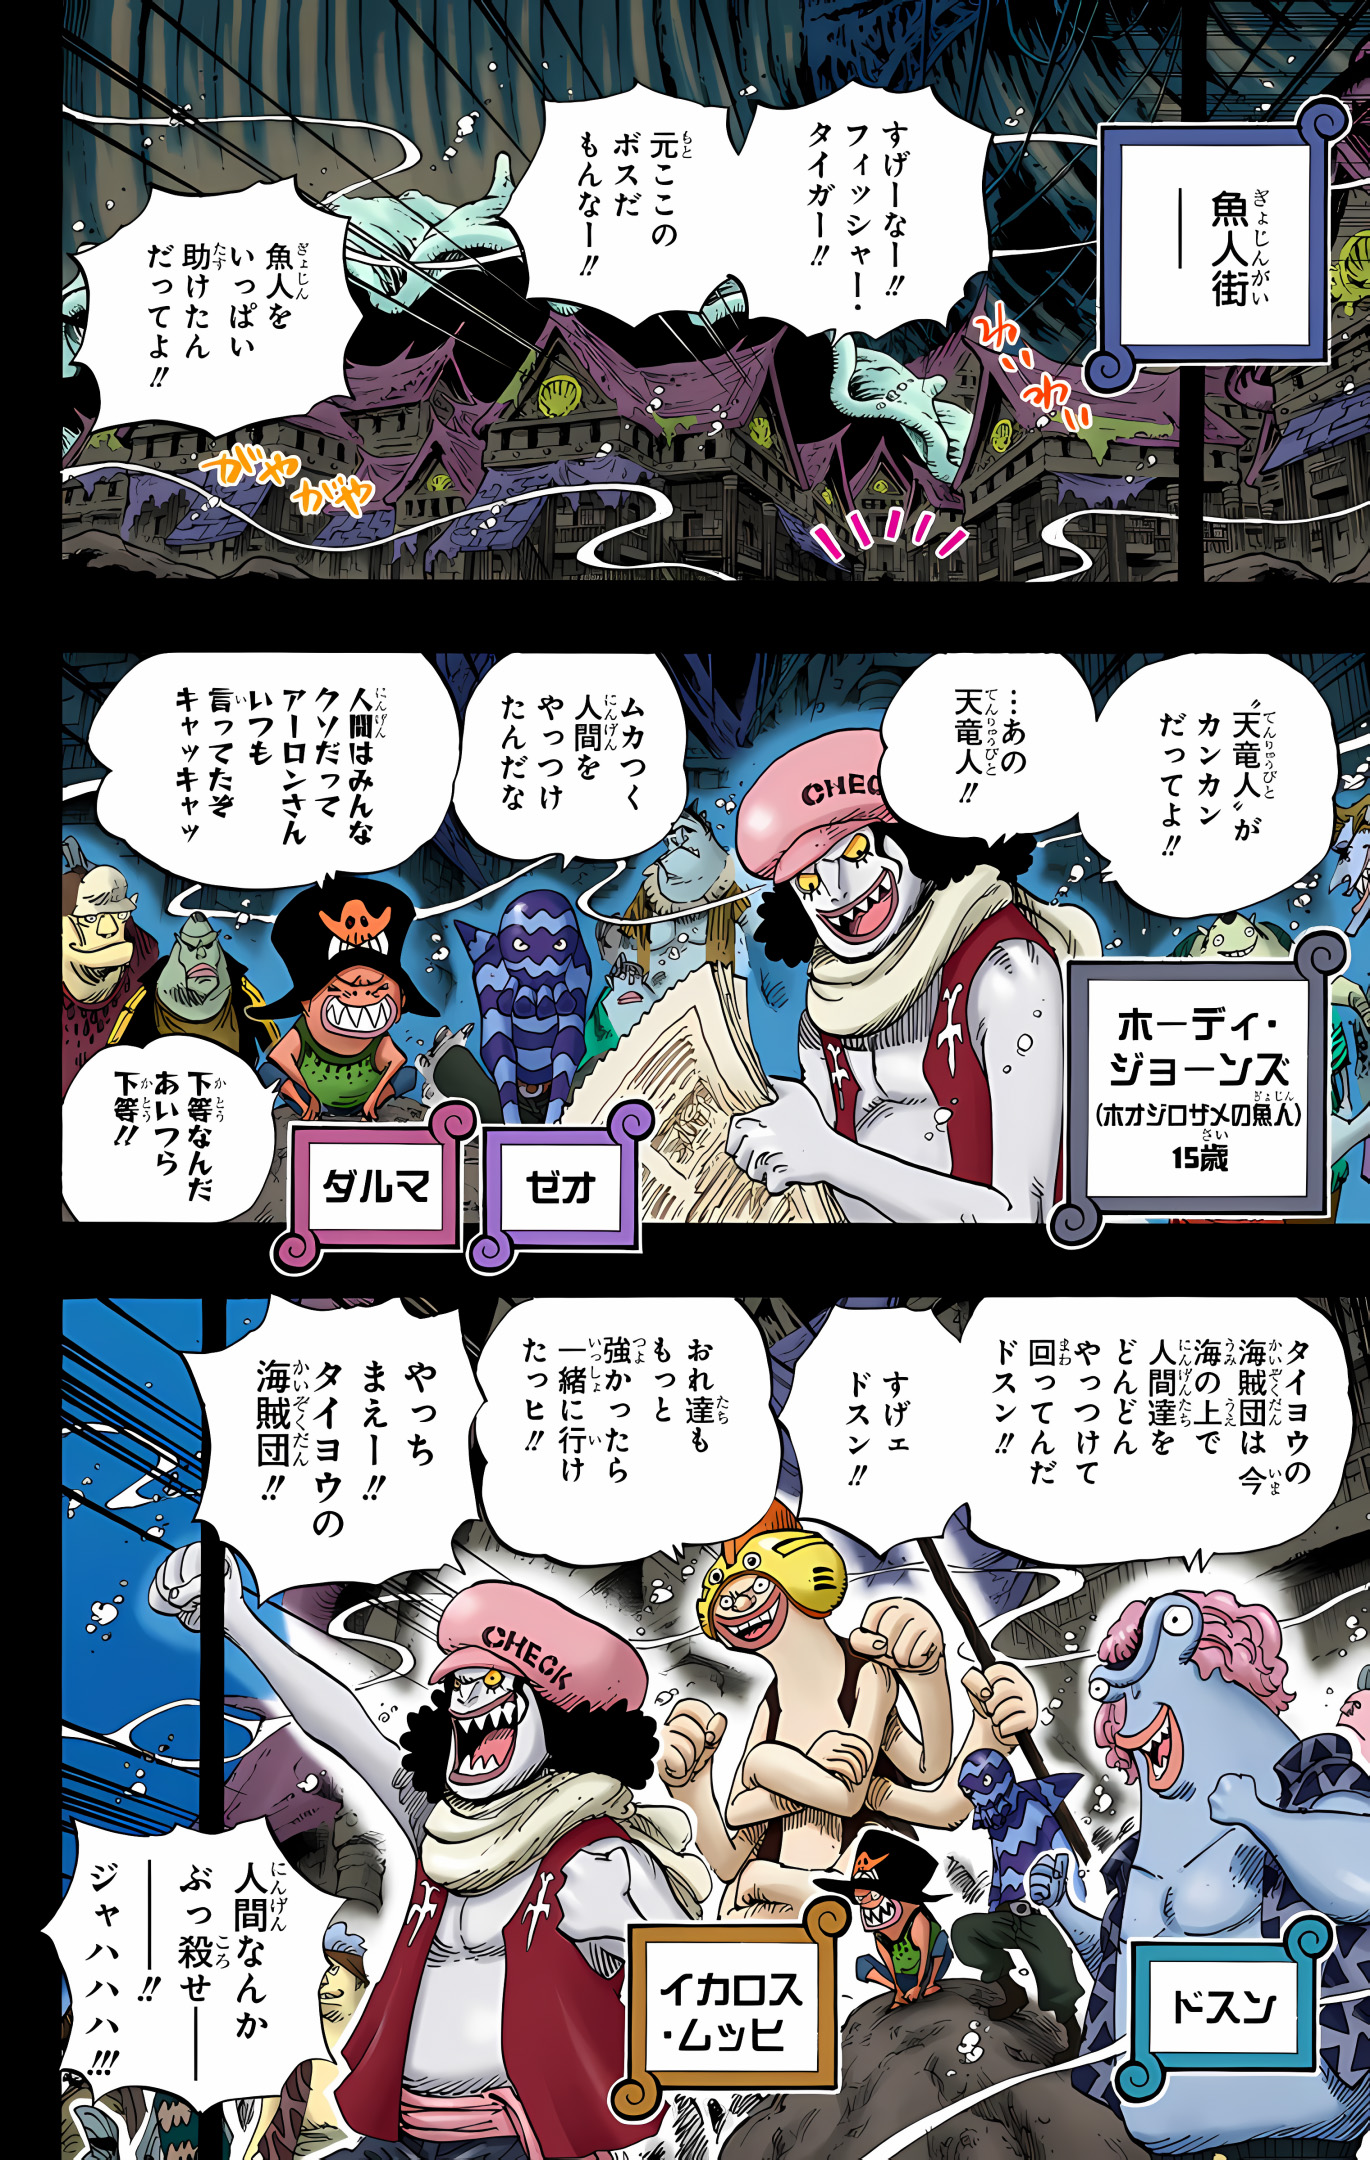 魚人街
――
すげーなー!!
フィッシャー・
タイガー!!
元ここの
ボスだ
もんなー!!
魚人を
いっぱい
助けたん
だってよ!!
わいわい
がやがや
〝天竜人〟が
カンカン
だってよ!!
…あの
天竜人!!
ホーディ・
ジョーンズ
(ホオジロザメの魚人)
15歳
CHECK
ムカつく
人間を
やっつけ
たんだな
人間はみんな
クソだって
アーロンさん
いつも
言ってたぞ
キャッキャッ
下等なんだ
あいつら
下等!!
ゼオ
ダルマ
タイヨウの
海賊団は今
海の上で
人間達を
どんどん
やっつけて
回ってんだ
ドスン!!
すげェ
ドスン!!
おれ達も
もっと
強かったら
一緒に行け
たっヒ!!
やっち
まえー!!
タイヨウの
海賊団!!
CHECK
人間なんか
ぶっ殺せ――
――!!
ジャハハハハ!!!
イカロス
・ムッヒ
ドスン